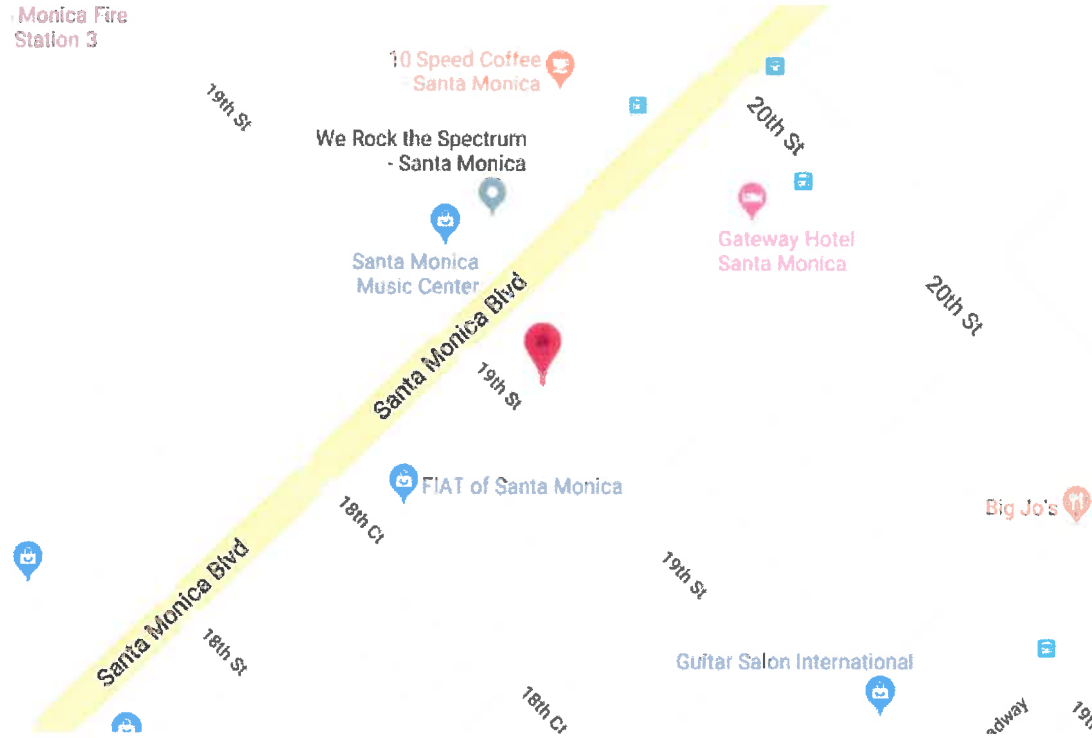 Monica Fire
Station 3
10 Speed Coffee
Santa Monica
19th St
20th St
We Rock the Spectrum
- Santa Monica
Gateway Hotel
Santa Monica
Santa Monica
Music Center
Santa Monica Blvd
20th St
19th St
FIAT of Santa Monica
Big Jo's
18th Ct
19th St
Santa Monica Blvd
18th St
Guitar Salon International
18th Ct
adway
19th